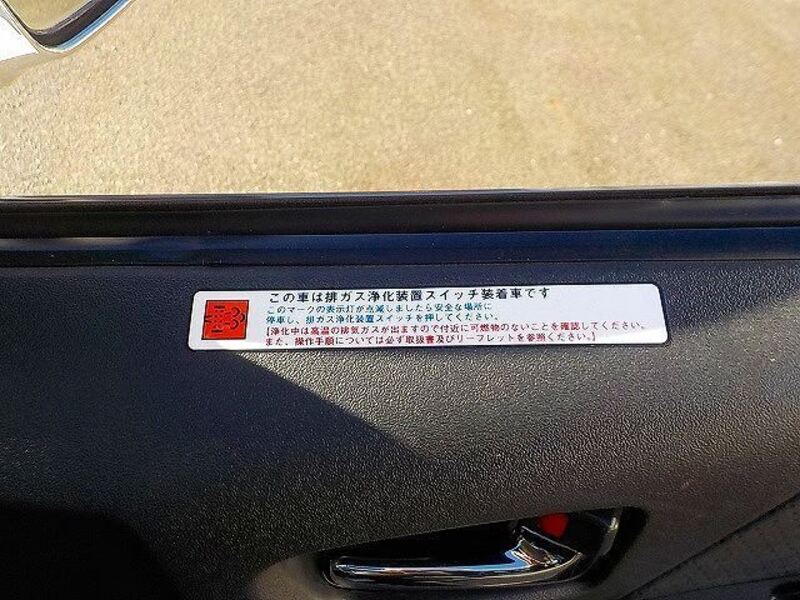 この車は排ガス浄化装置スイッチ装着車です
このマークの表示灯が点滅しましたら安全な場所に
停車し、排ガス浄化装置スイッチを押してください。
【浄化中は高温の排気ガスが出ますので付近に可燃物のないことを確認してください。
また、操作手順については必ず取扱書及びリーフレットを参照ください。】